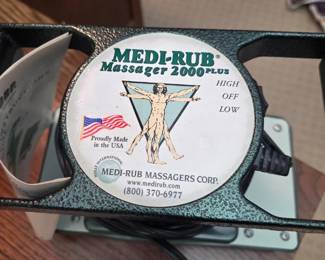 MEDI-RUB®
Massager 2000 PLUS
HIGH
OFF
LOW
Proudly Made
in the USA
MEDI-RUB MASSAGERS CORP.
www.medirub.com
(800) 370-6977